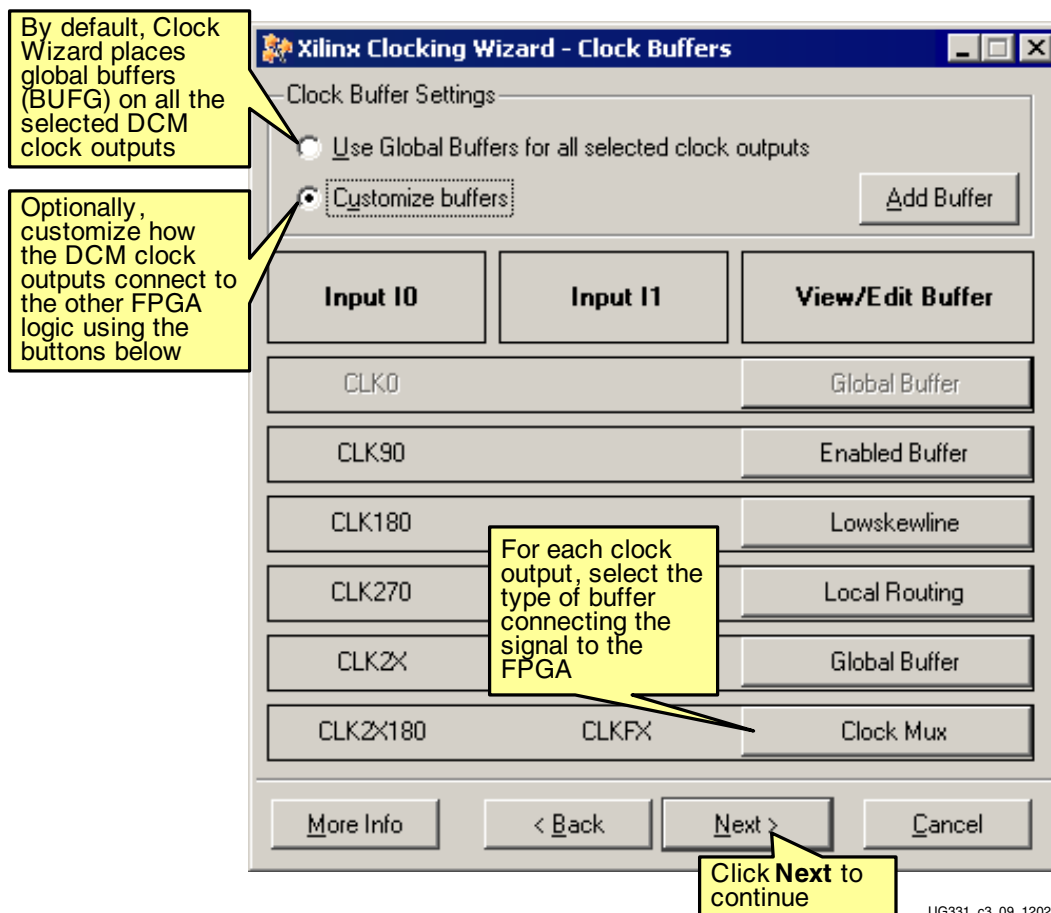 By default, Clock
Wizard places
global buffers
(BUFG) on all the
selected DCM
clock outputs
Optionally,
customize how
the DCM clock
outputs connect to
the other FPGA
logic using the
buttons below
Xilinx Clocking Wizard - Clock Buffers
Clock Buffer Settings
Use Global Buffers for all selected clock outputs
Customize buffers
Add Buffer
Input I0 Input I1 View/Edit Buffer
CLK0 Global Buffer
CLK90 Enabled Buffer
CLK180 Lowskewline
For each clock
output, select the
type of buffer
connecting the
signal to the
FPGA
CLK270 Local Routing
CLK2X Global Buffer
CLK2X180 CLKFX Clock Mux
More Info < Back Next > Cancel
Click Next to
continue
UG331_c3_09_1202